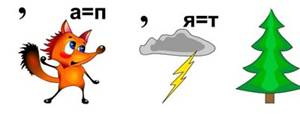 , а=п , я=т